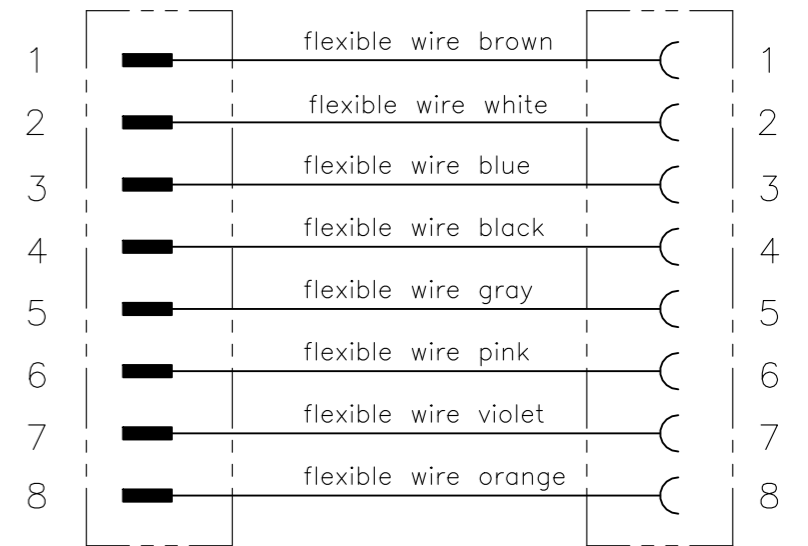 1 flexible wire brown 1
2 flexible wire white 2
3 flexible wire blue 3
4 flexible wire black 4
5 flexible wire gray 5
6 flexible wire pink 6
7 flexible wire violet 7
8 flexible wire orange 8